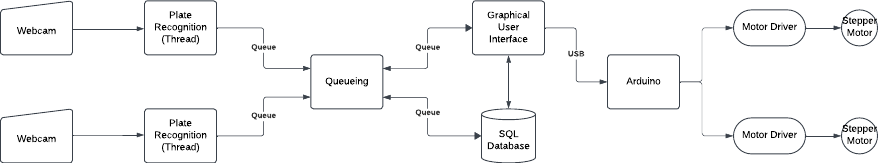 Webcam
Plate
Recognition
(Thread)
Queue
Queueing
Queue
Graphical
User
Interface
USB
Arduino
Motor Driver
Stepper
Motor
Webcam
Plate
Recognition
(Thread)
Queue
Queue
SQL
Database
Motor Driver
Stepper
Motor